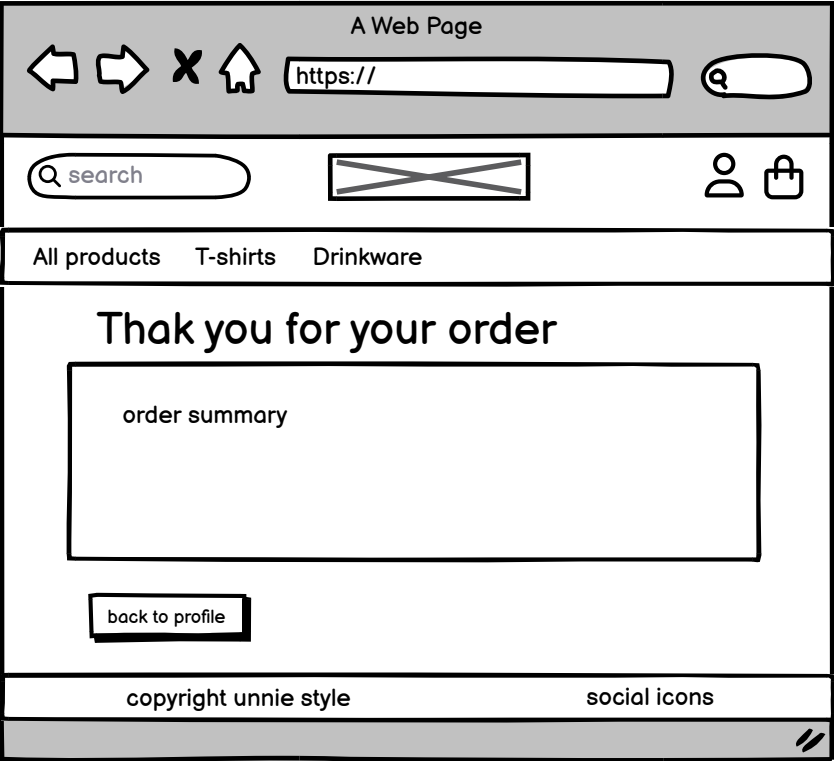 A Web Page
https://
search
All products T-shirts Drinkware
Thak you for your order
order summary
back to profile
copyright unnie style social icons